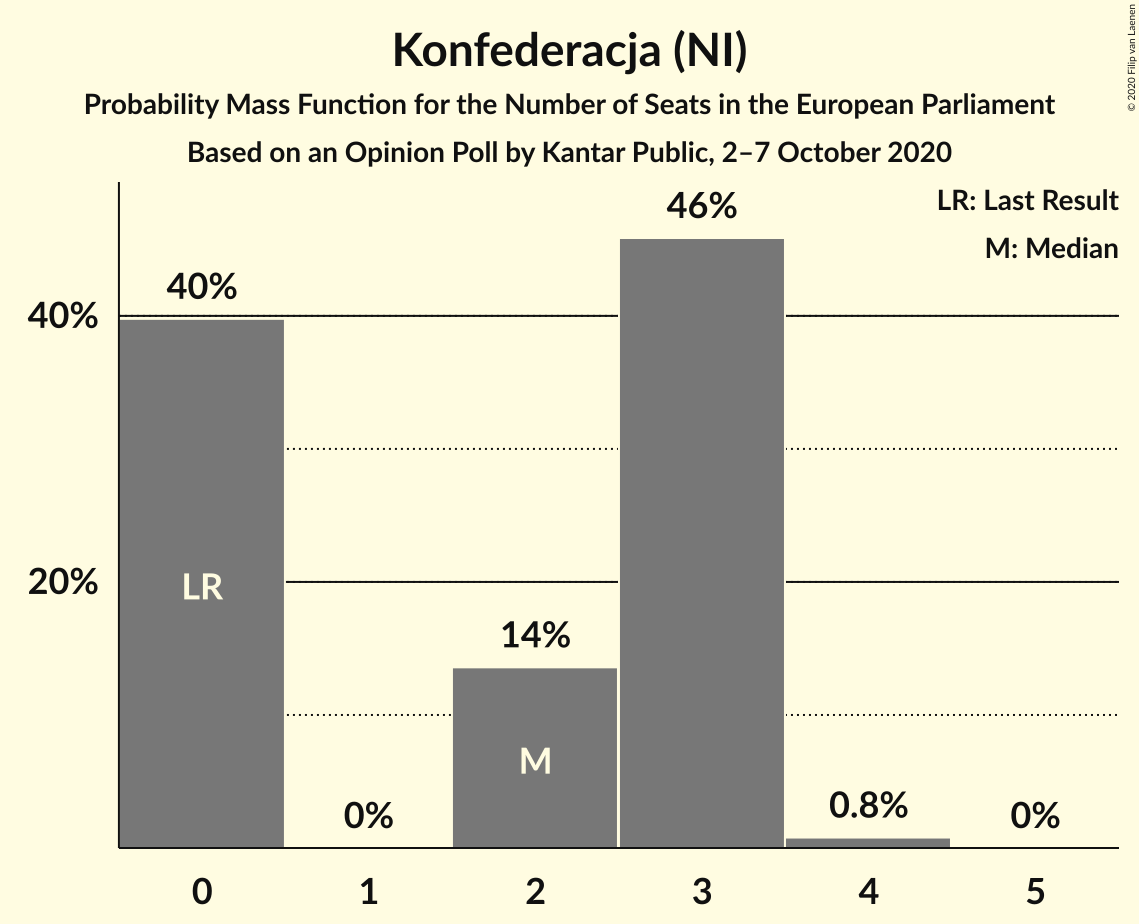 Konfederacja (NI)
Probability Mass Function for the Number of Seats in the European Parliament
Based on an Opinion Poll by Kantar Public, 2–7 October 2020
© 2020 Filip van Laenen
LR: Last Result
M: Median
46%
40%
40%
20%
LR
14%
M
0%
0.8%
0%
0 1 2 3 4 5